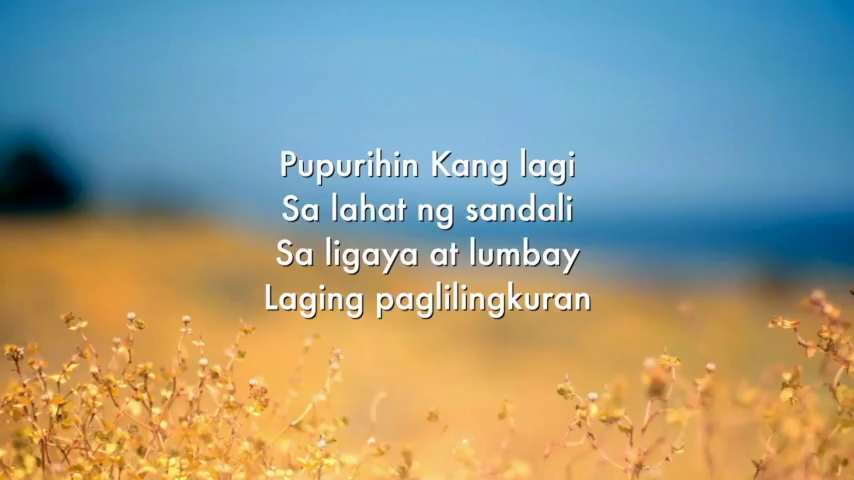 Pupurihin Kang lagi
Sa lahat ng sandali
Sa ligaya at lumbay
Laging paglilingkuran